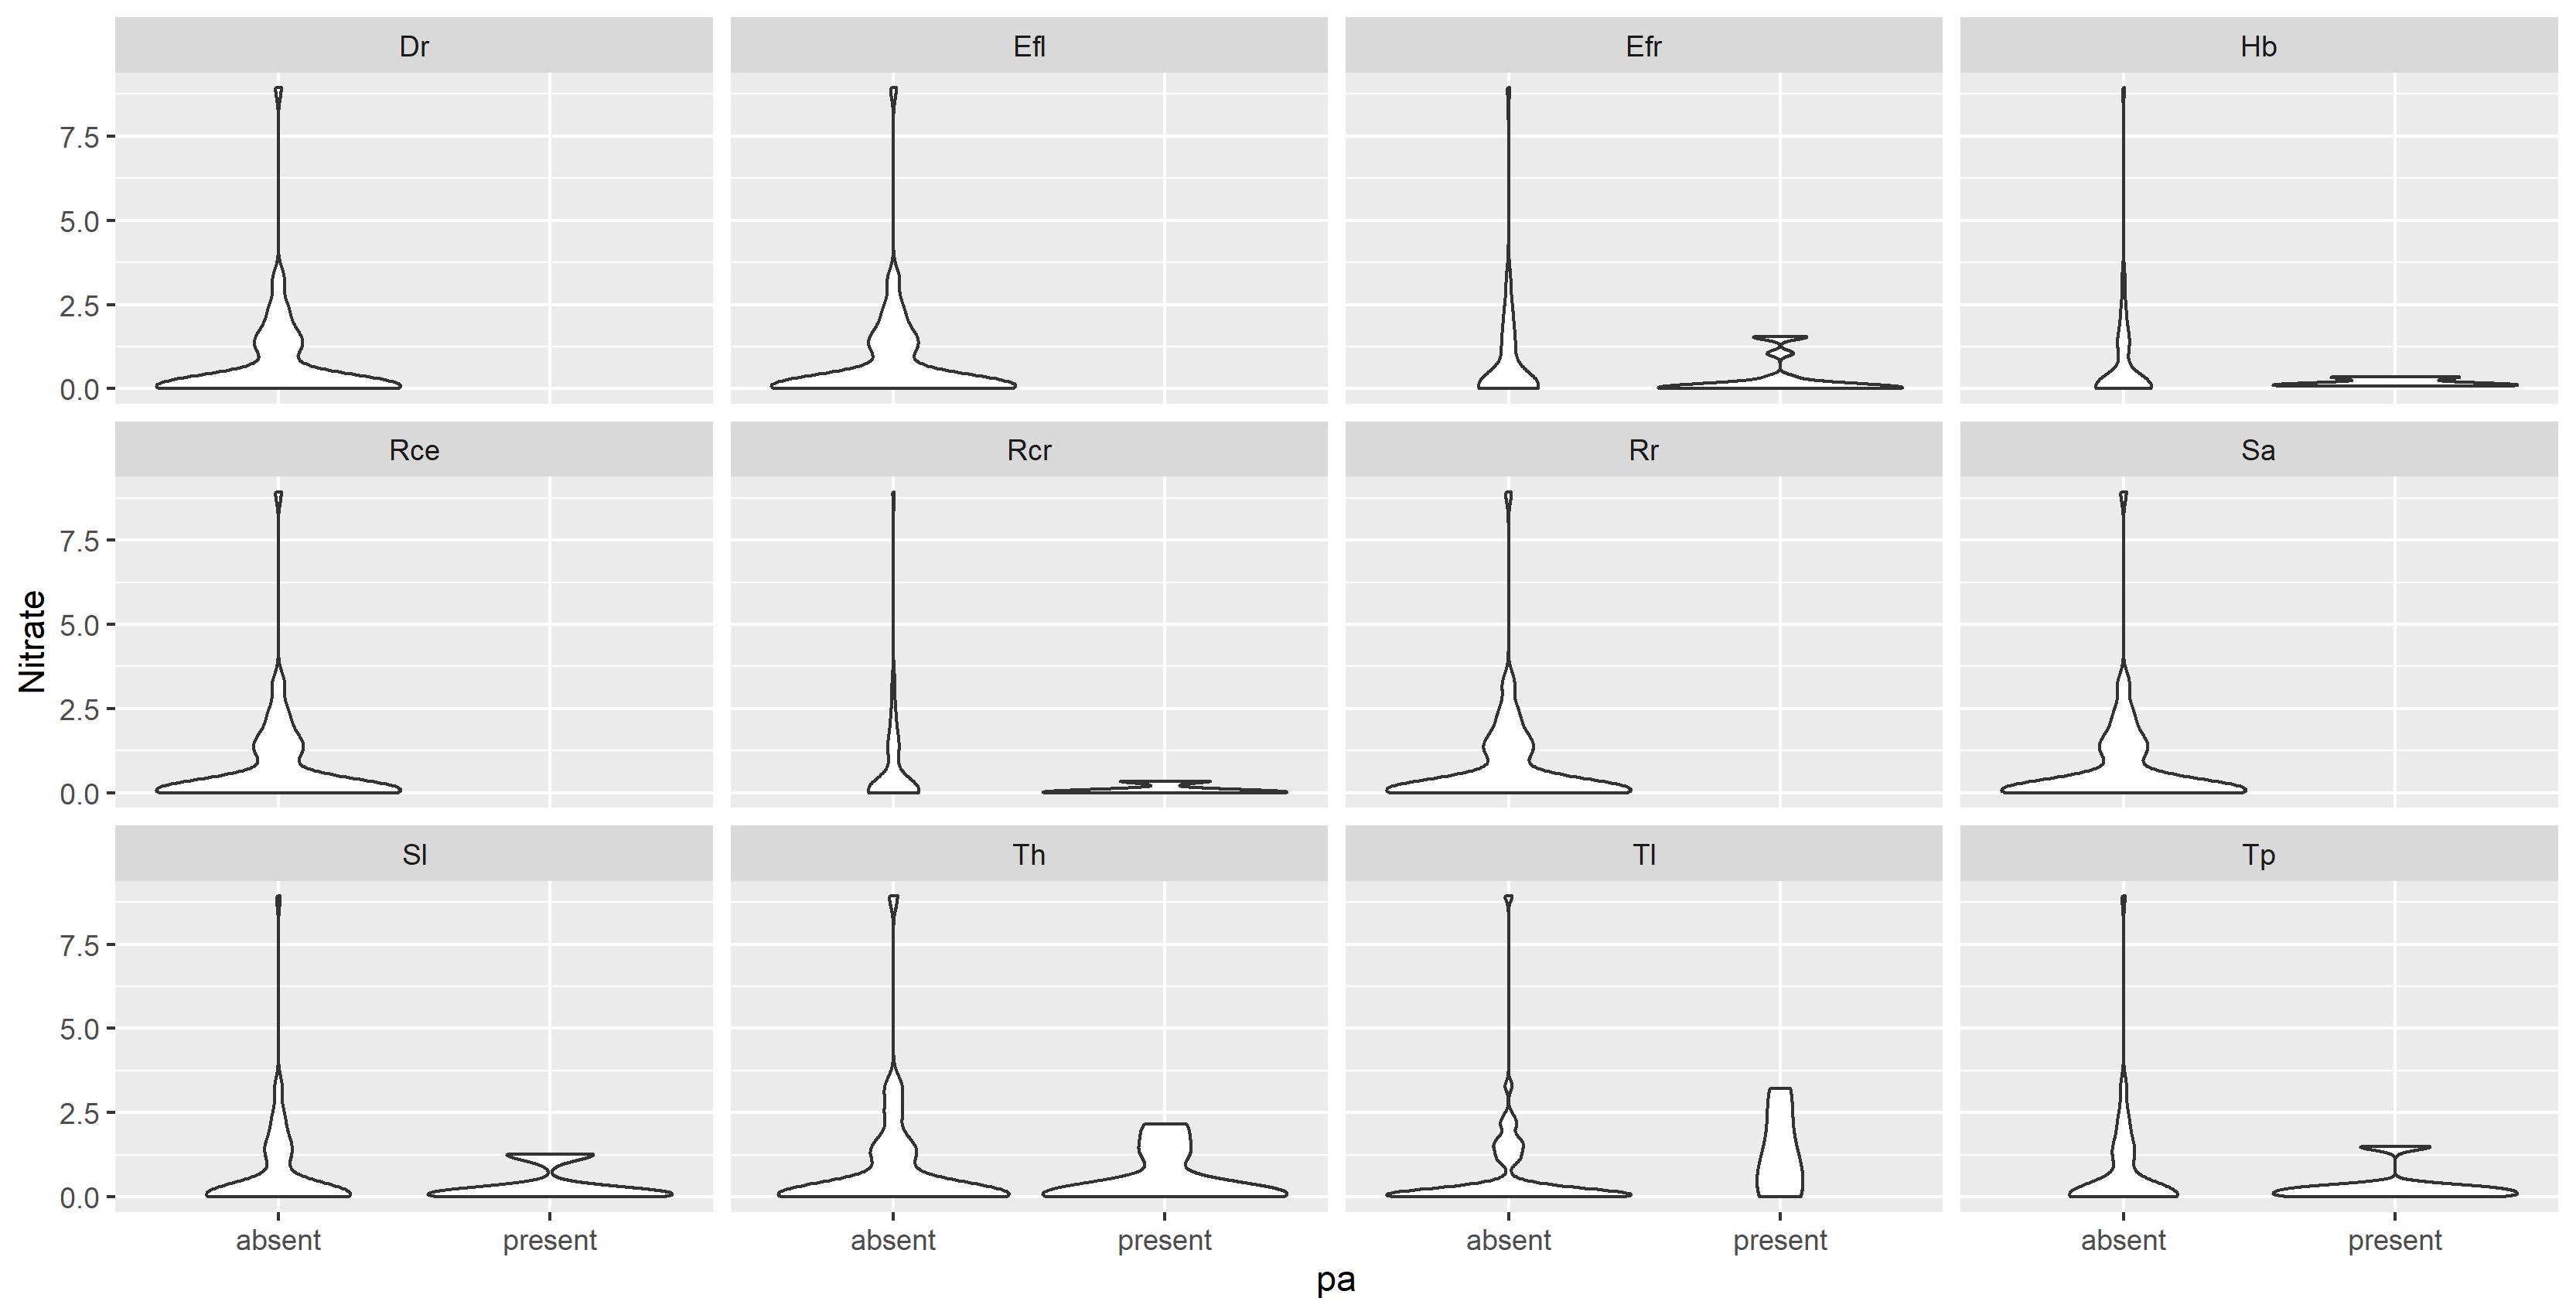 Dr Efl Efr Hb
7.5
5.0
2.5
0.0
Rce Rcr Rr Sa
7.5
5.0
2.5
0.0
Nitrate
Sl Th Tl Tp
7.5
5.0
2.5
0.0
absent present absent present absent present absent present
pa